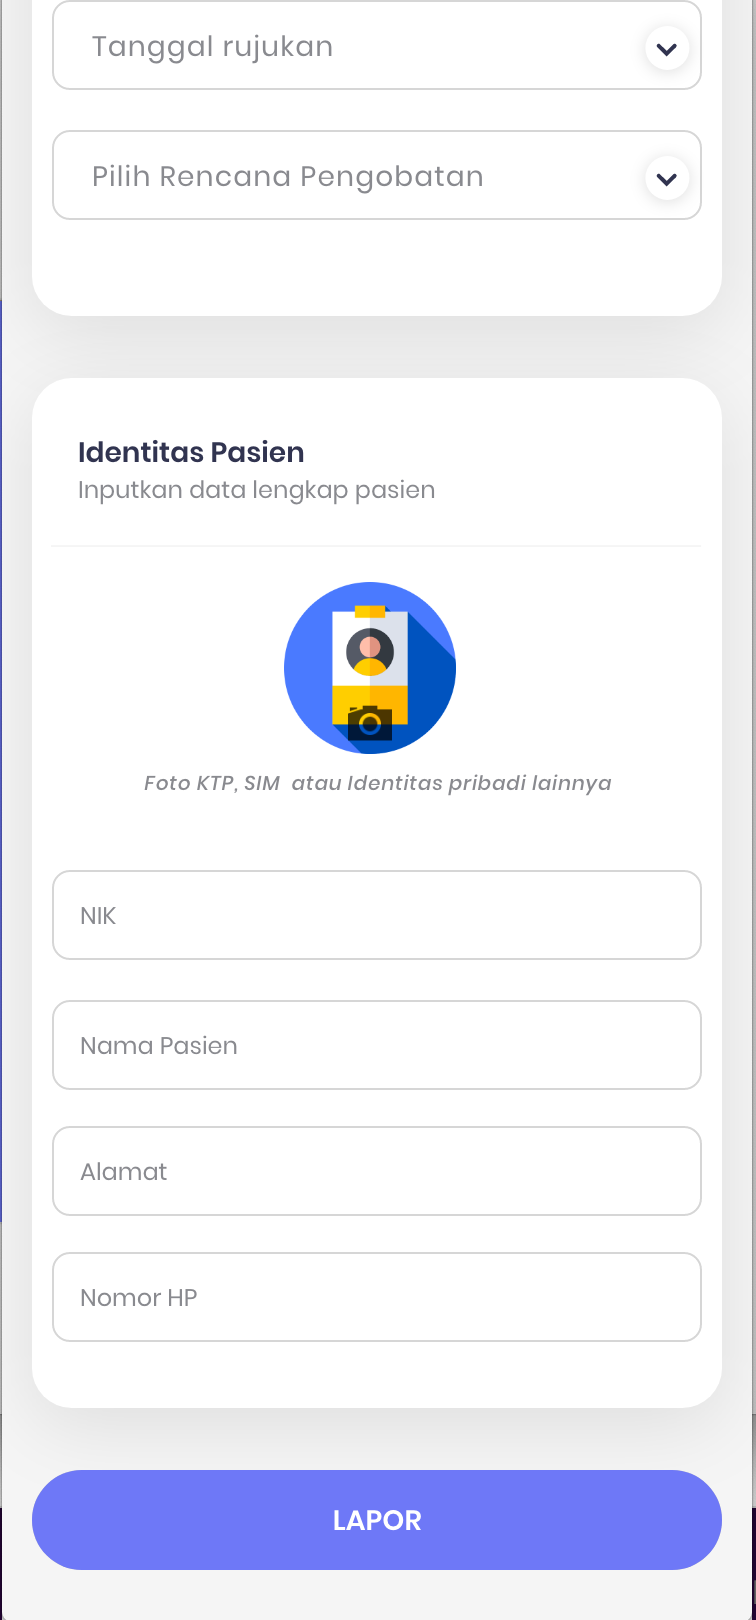 Tanggal rujukan
Pilih Rencana Pengobatan
Identitas Pasien
Inputkan data lengkap pasien
Foto KTP, SIM  atau Identitas pribadi lainnya
NIK
Nama Pasien
Alamat
Nomor HP
LAPOR